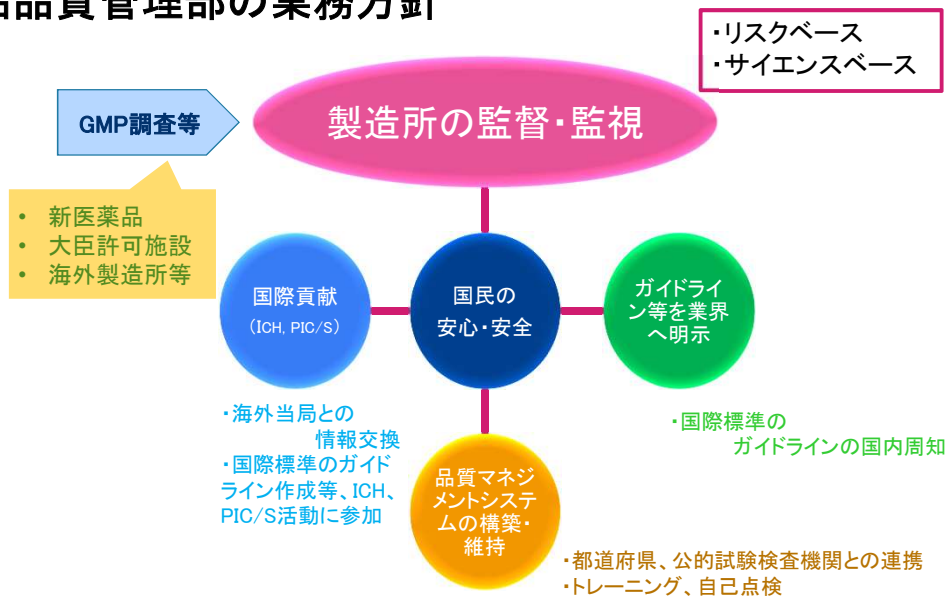 品品質管理部の業務方針
・リスクベース
・サイエンスベース
GMP調査等
製造所の監督・監視
• 新医薬品
• 大臣許可施設
• 海外製造所等
国際貢献
（ICH, PIC/S）
国民の
安心・安全
ガイドライ
ン等を業界
へ明示
・海外当局との
情報交換
・国際標準のガイド
ライン作成等、ICH、
PIC/S活動に参加
・国際標準の
ガイドラインの国内周知
品質マネジ
メントシステ
ムの構築・
維持
・都道府県、公的試験検査機関との連携
・トレーニング、自己点検